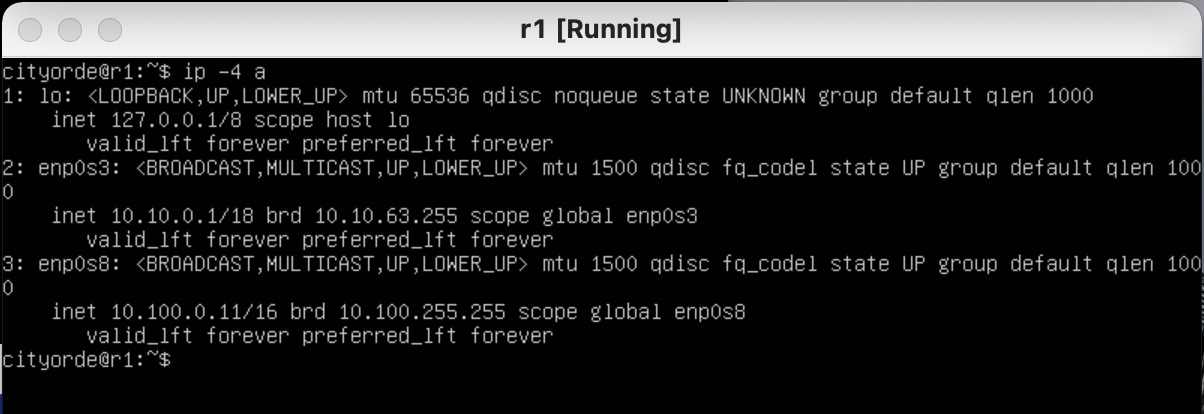 r1 [Running]
cityorde@r1:~$ ip -4 a
1: lo: <LOOPBACK,UP,LOWER_UP> mtu 65536 qdisc noqueue state UNKNOWN group default qlen 1000
    inet 127.0.0.1/8 scope host lo
       valid_lft forever preferred_lft forever
2: enp0s3: <BROADCAST,MULTICAST,UP,LOWER_UP> mtu 1500 qdisc fq_codel state UP group default qlen 100
0
    inet 10.10.0.1/18 brd 10.10.63.255 scope global enp0s3
       valid_lft forever preferred_lft forever
3: enp0s8: <BROADCAST,MULTICAST,UP,LOWER_UP> mtu 1500 qdisc fq_codel state UP group default qlen 100
0
    inet 10.100.0.11/16 brd 10.100.255.255 scope global enp0s8
       valid_lft forever preferred_lft forever
cityorde@r1:~$